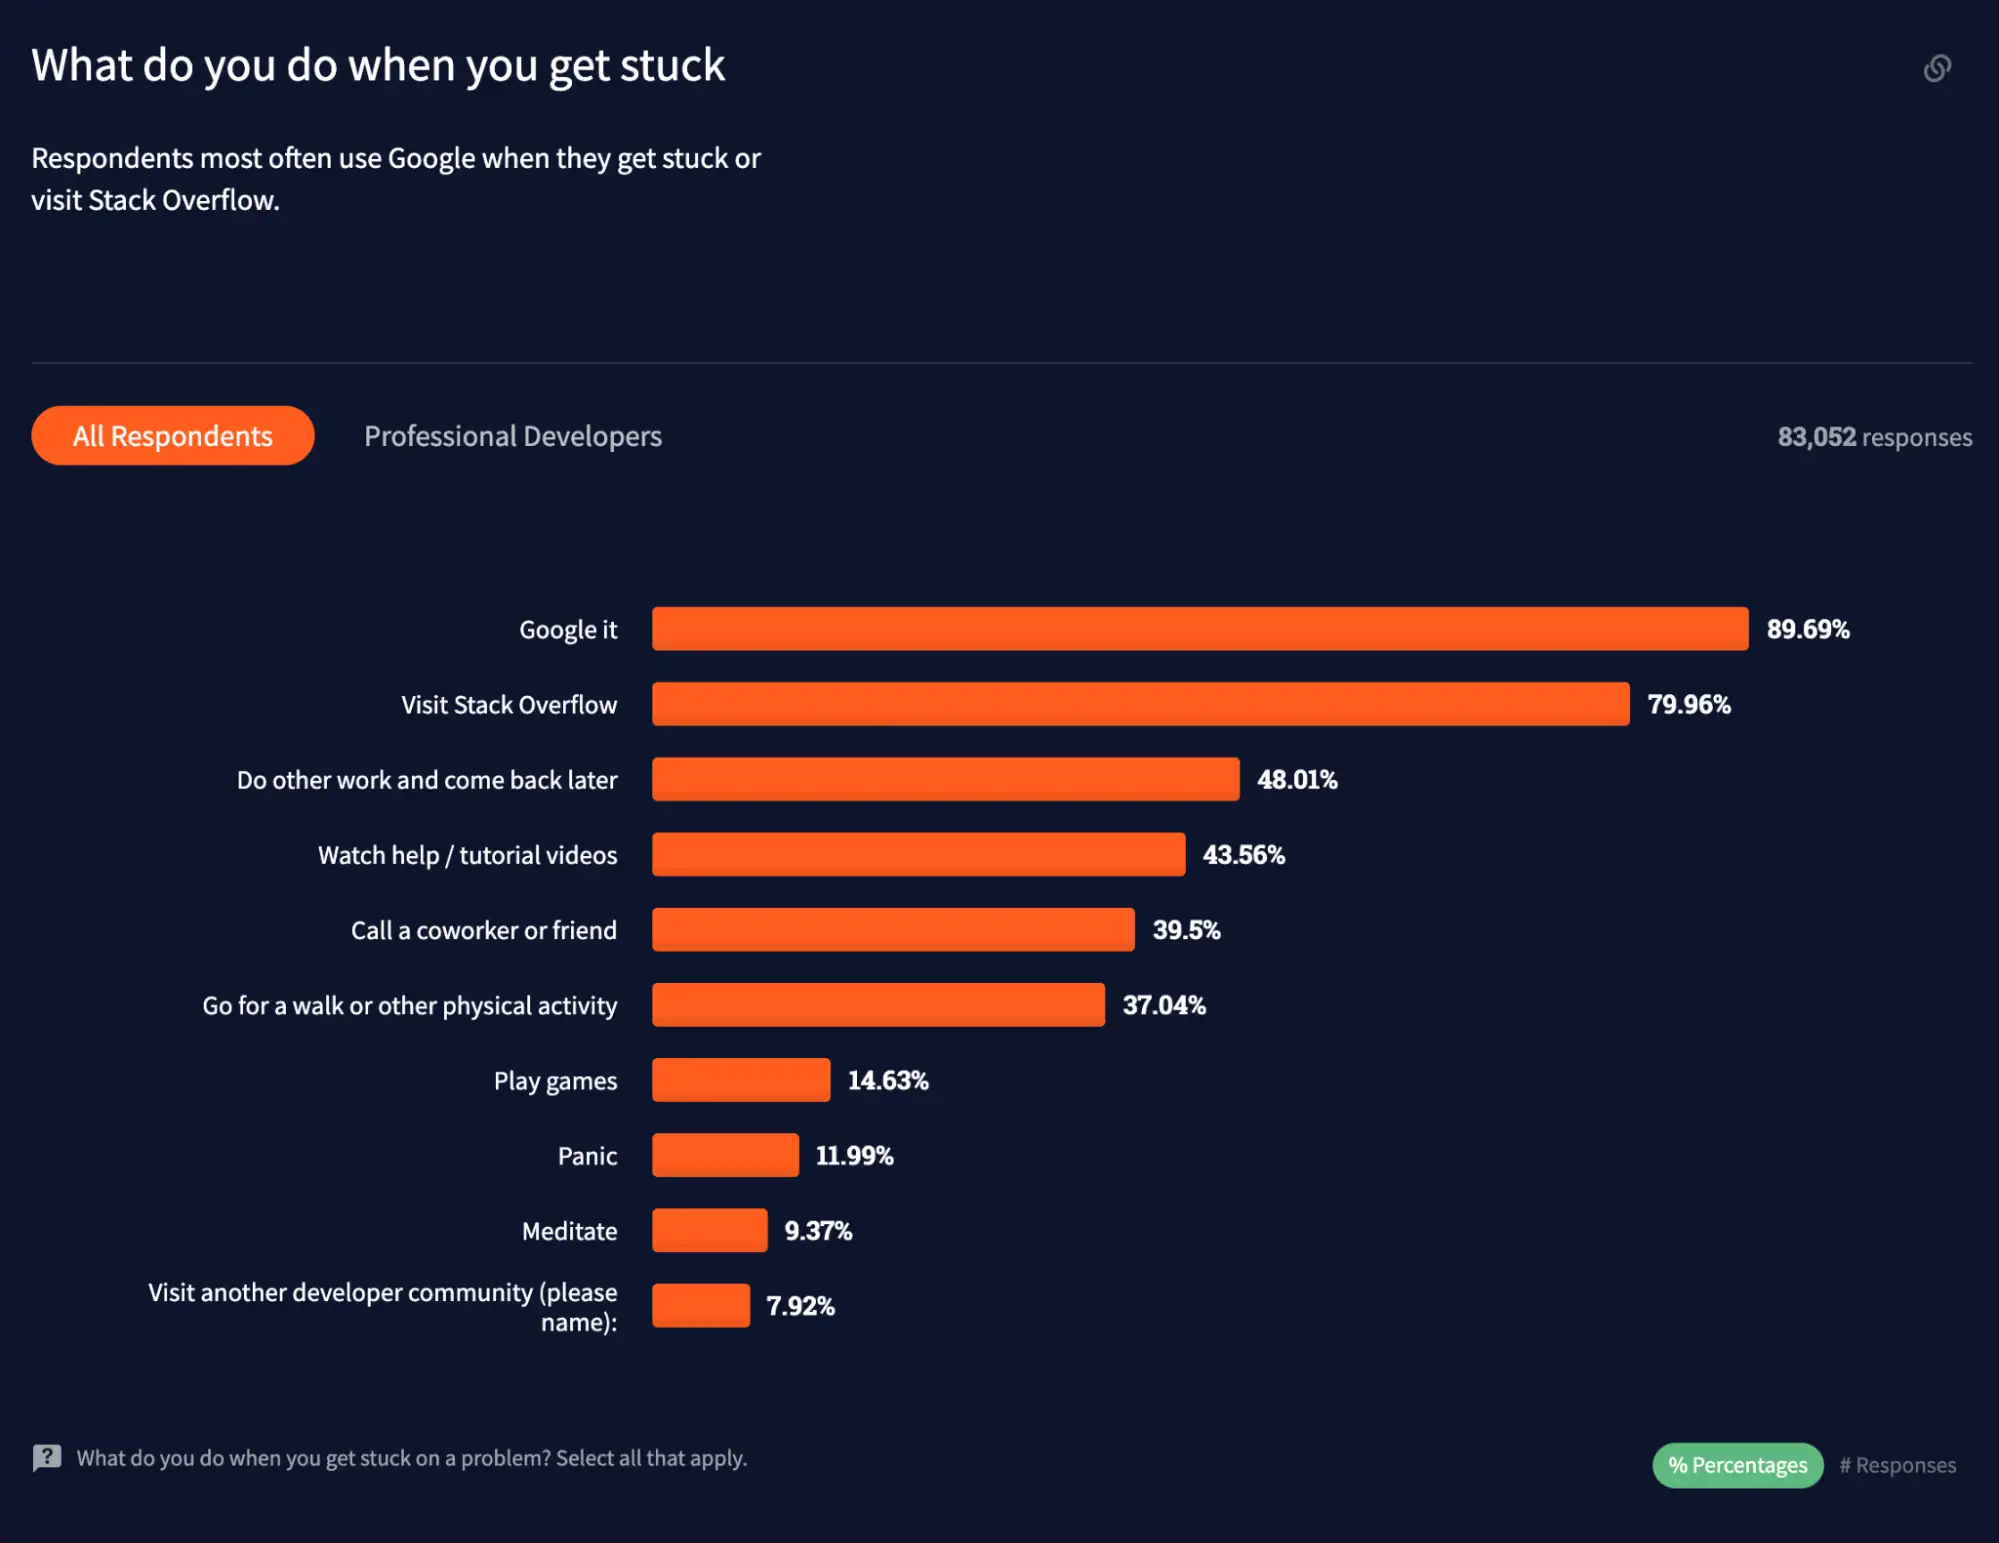 What do you do when you get stuck
Respondents most often use Google when they get stuck or
visit Stack Overflow.
All Respondents
Professional Developers
83,052 responses
Google it
89.69%
Visit Stack Overflow
79.96%
Do other work and come back later
48.01%
Watch help / tutorial videos
43.56%
Call a coworker or friend
39.5%
Go for a walk or other physical activity
37.04%
Play games
14.63%
Panic
11.99%
Meditate
9.37%
Visit another developer community (please
name):
7.92%
? What do you do when you get stuck on a problem? Select all that apply.
% Percentages
# Responses